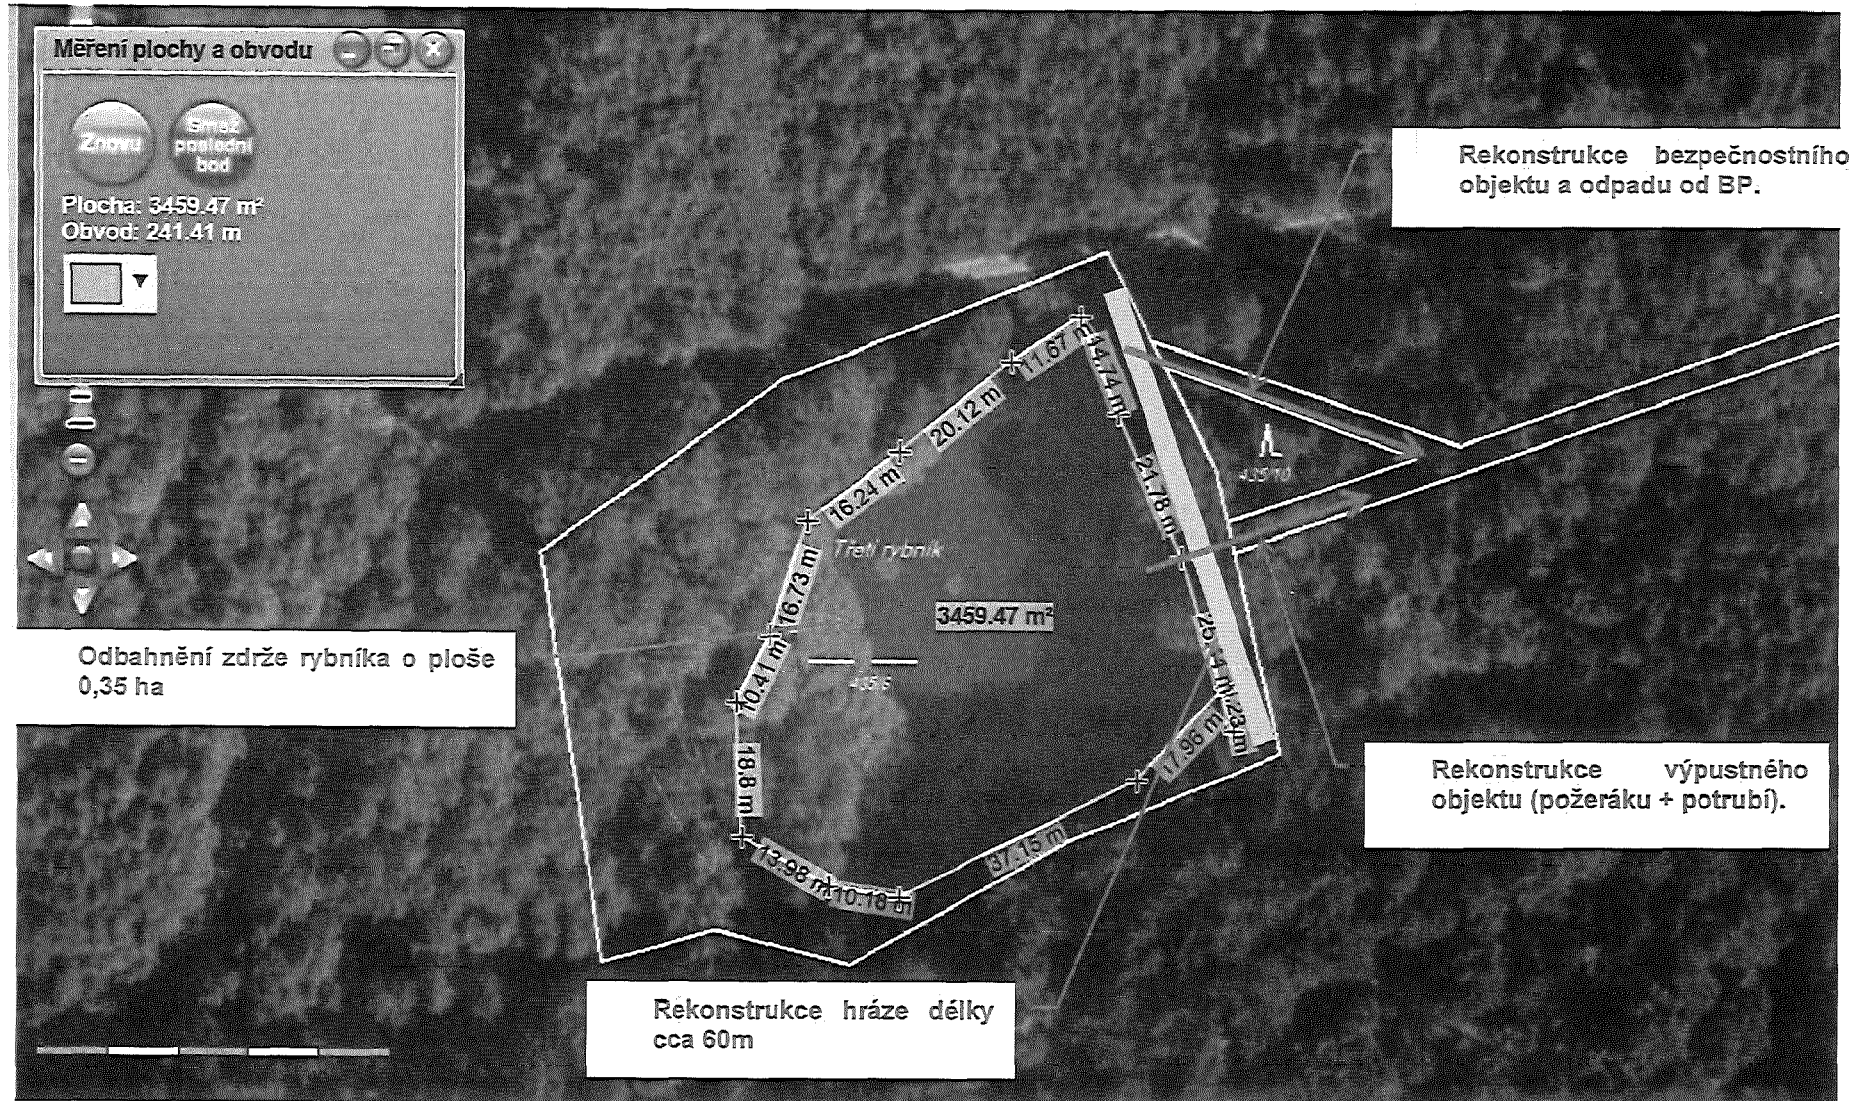 Měření plochy a obvodu
Znovu
Smaž
poslední
bod
Plocha: 3459.47 m²
Obvod: 241.41 m
Rekonstrukce bezpečnostního
objektu a odpadu od BP.
11.67 m
14.74 m
20.12 m
16.24 m
21.78 m
435/10
Třetí rybník
16.73 m
3459.47 m²
Odbahnění zdrže rybníka o ploše
0,35 ha
10.41 m
17.96 m
18.8 m
Rekonstrukce výpustného
objektu (požeráku + potrubí).
37.15 m
13.98 m
10.18 m
Rekonstrukce hráze délky
cca 60m